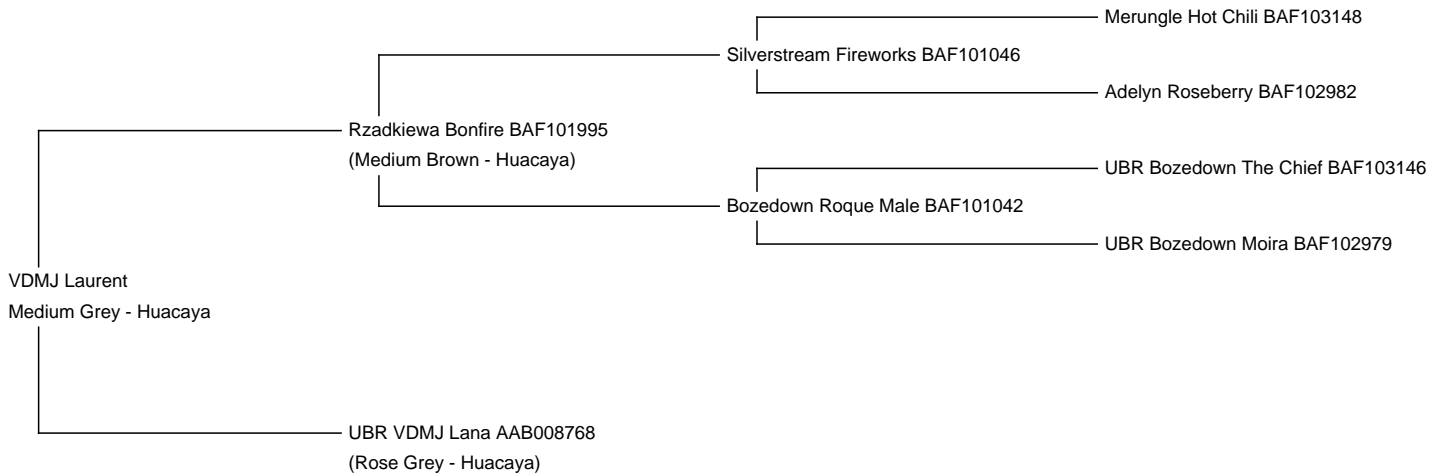 Merungle Hot Chili BAF103148
Silverstream Fireworks BAF101046
Adelyn Roseberry BAF102982
Rzadkiewa Bonfire BAF101995
(Medium Brown - Huacaya)
UBR Bozedown The Chief BAF103146
Bozedown Roque Male BAF101042
UBR Bozedown Moira BAF102979
VDMJ Laurent
Medium Grey - Huacaya
UBR VDMJ Lana AAB008768
(Rose Grey - Huacaya)